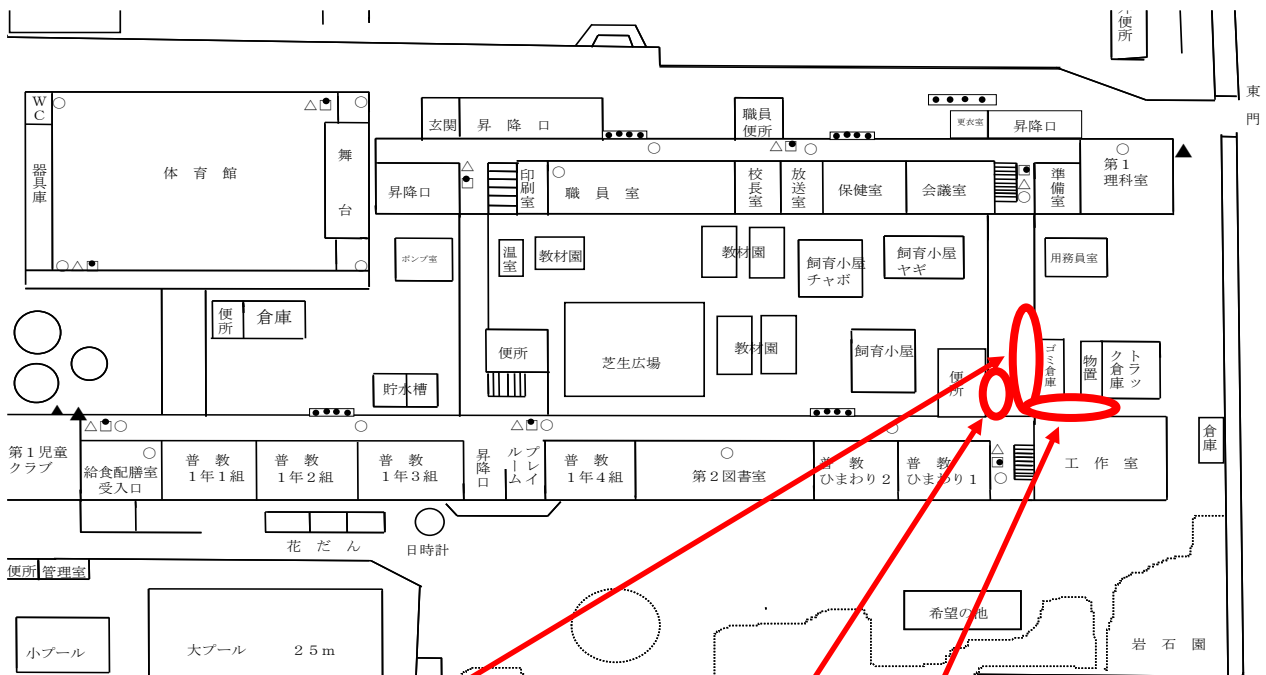 便所
東門
WC
玄関
昇降口
職員
便所
更衣室
昇降口
器具庫
体育館
舞台
昇降口
印刷室
職員室
校長室
放送室
保健室
会議室
準備室
第1
理科室
ポンプ室
温室
教材園
教材園
飼育小屋
チャボ
飼育小屋
ヤギ
用務員室
便所
倉庫
便所
芝生広場
教材園
飼育小屋
便所
ゴミ倉庫
物置
トラック倉庫
貯水槽
第1児童
クラブ
給食配膳室
受入口
普教
1年1組
普教
1年2組
普教
1年3組
昇降口
プレイルーム
普教
1年4組
第2図書室
普教
ひまわり2
普教
ひまわり1
工作室
倉庫
花だん
日時計
便所
管理室
小プール
大プール 25m
希望の池
岩石園